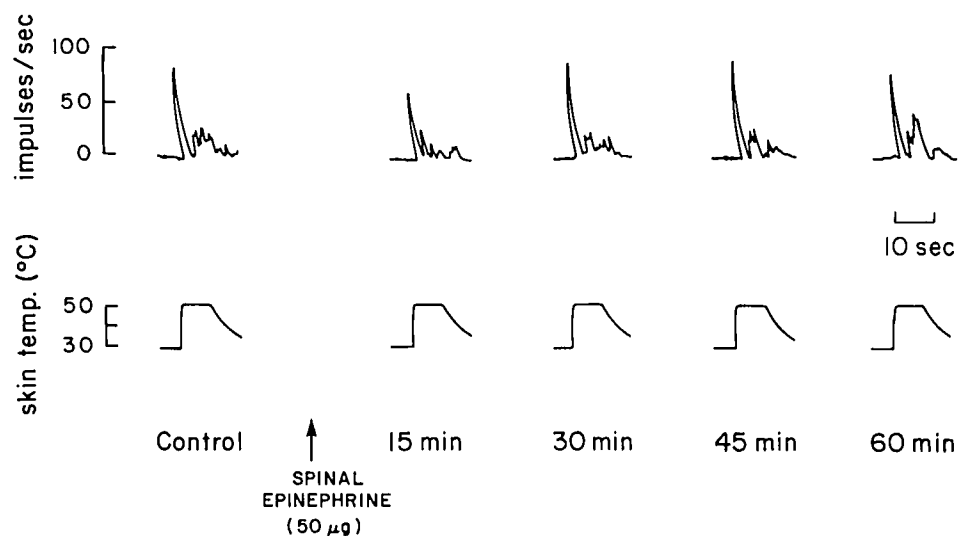 impulses/sec
100
50
0
10 sec
skin temp. (°C)
50
30
Control
15 min
30 min
45 min
60 min
SPINAL
EPINEPHRINE
(50 μg)